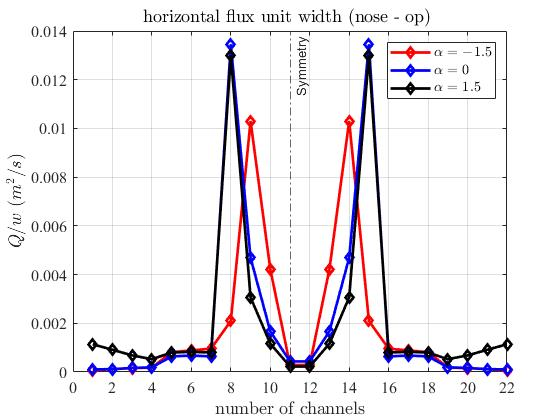 horizontal flux unit width (nose - op)
0.014
0.012
0.01
0.008
0.006
0.004
0.002
0
Q/w (m²/s)
Symmetry
α = −1.5
α = 0
α = 1.5
0 2 4 6 8 10 12 14 16 18 20 22
number of channels